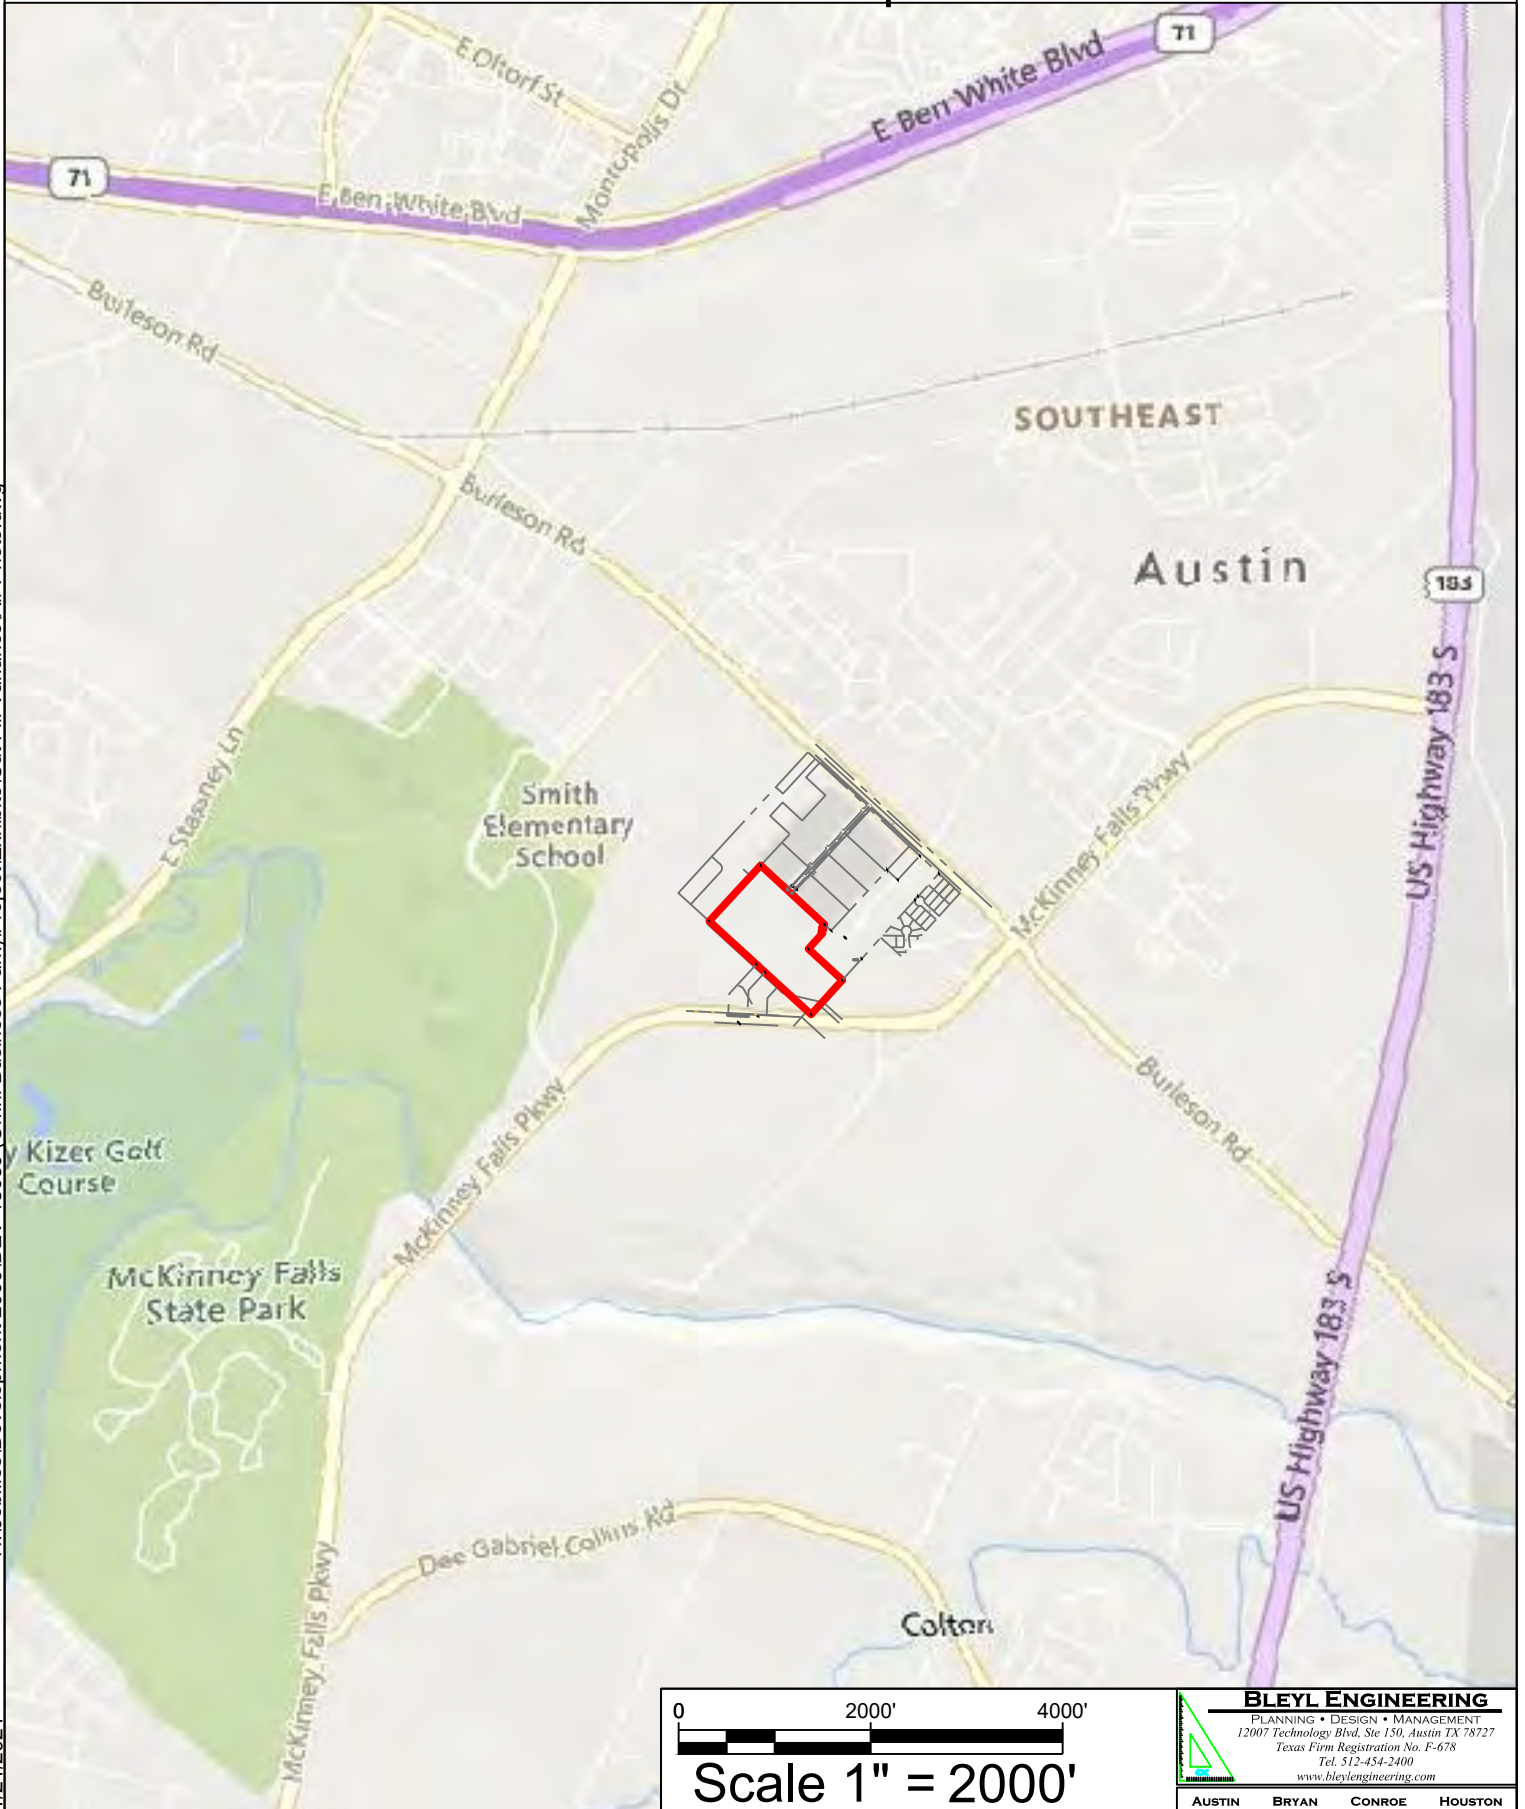 71
E Oltorf St
Montopolis Dr
E Ben White Blvd
71
E Ben White Blvd
Burleson Rd
SOUTHEAST
Burleson Rd
Austin
183
US Highway 183 S
E Stassney Ln
Smith
Elementary
School
McKinney Falls Pkwy
McKinney Falls Pkwy
Burleson Rd
y Kizer Golf
Course
McKinney Falls
State Park
US Highway 183 S
Dee Gabriel Collins Rd
McKinney Falls Pkwy
Colton
0 2000' 4000'
Scale 1" = 2000'
BLEYL ENGINEERING
PLANNING • DESIGN • MANAGEMENT
12007 Technology Blvd, Ste 150, Austin TX 78727
Texas Firm Registration No. F-678
Tel. 512-454-2400
www.bleylengineering.com
AUSTIN BRYAN CONROE HOUSTON